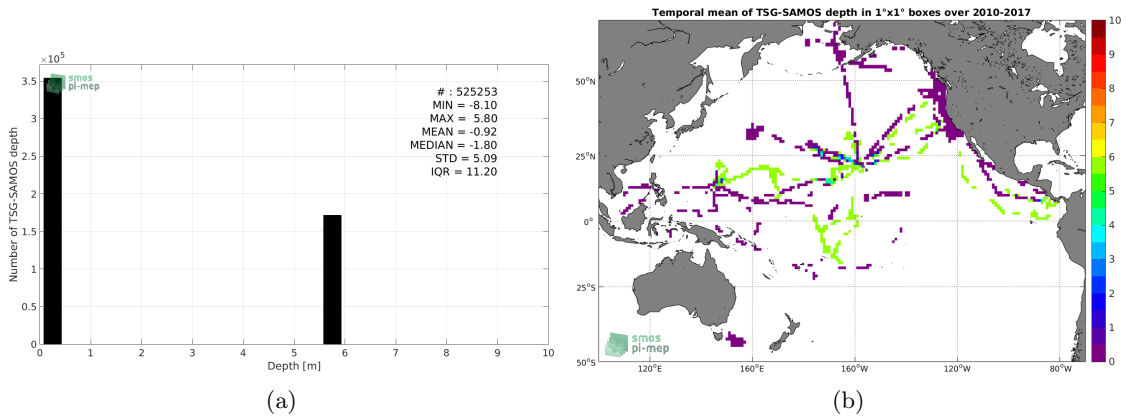 ×10⁵
3.5
3
2.5
2
1.5
1
0.5
0
Number of TSG-SAMOS depth
smos
pi-mep
# : 525253
MIN = -8.10
MAX = 5.80
MEAN = -0.92
MEDIAN = -1.80
STD = 5.09
IQR = 11.20
0 1 2 3 4 5 6 7 8 9 10
Depth [m]
(a)
Temporal mean of TSG-SAMOS depth in 1°x1° boxes over 2010-2017
50°N
25°N
0°
25°S
50°S
120°E 160°E 160°W 120°W 80°W
smos
pi-mep
10
9
8
7
6
5
4
3
2
1
0
(b)